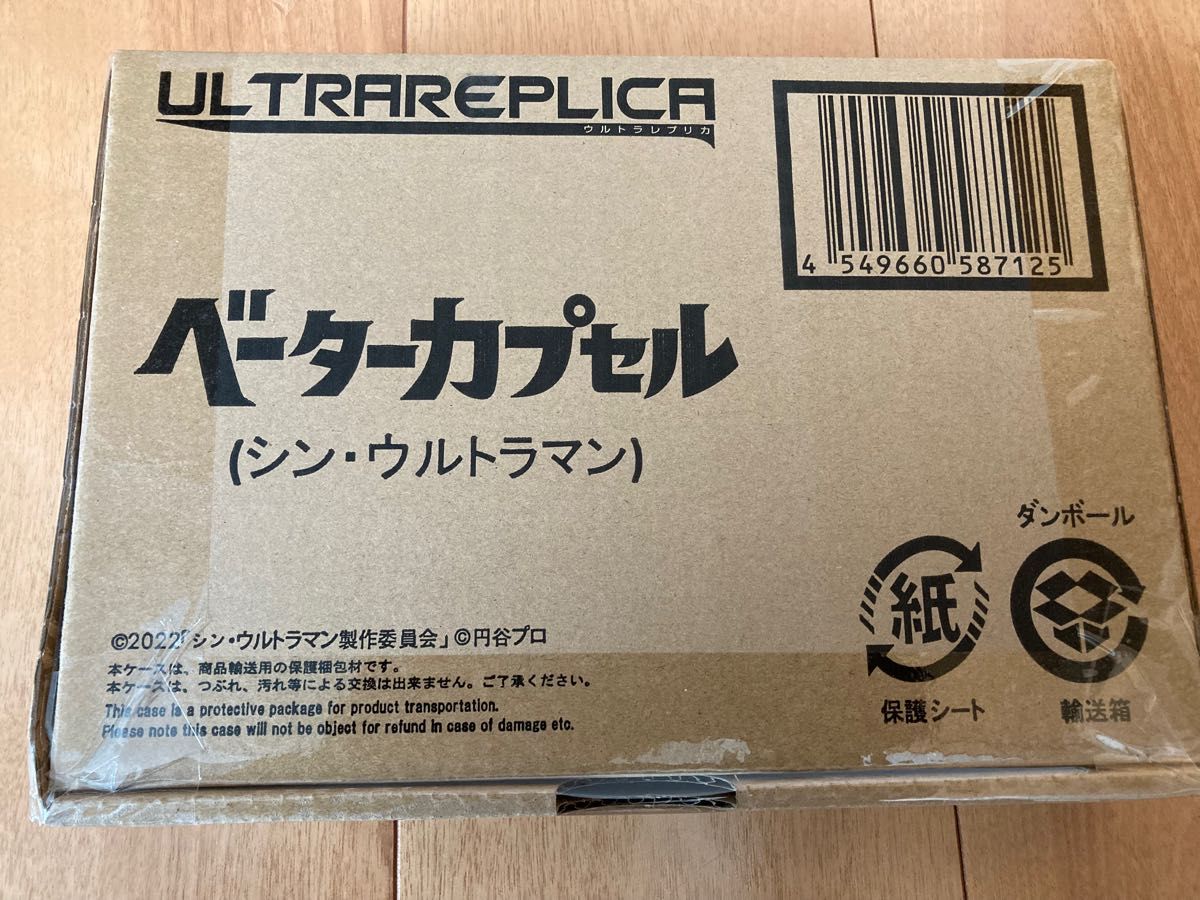 ULTRAREPLICA
ウルトラレプリカ
4 549660 587125
ベーターカプセル
(シン・ウルトラマン)
ダンボール
紙
保護シート
輸送箱
©2022「シン・ウルトラマン製作委員会」©円谷プロ
本ケースは、商品輸送用の保護梱包材です。
本ケースは、つぶれ、汚れ等による交換は出来ません。ご了承ください。
This case is a protective package for product transportation.
Please note this case will not be object for refund in case of damage etc.